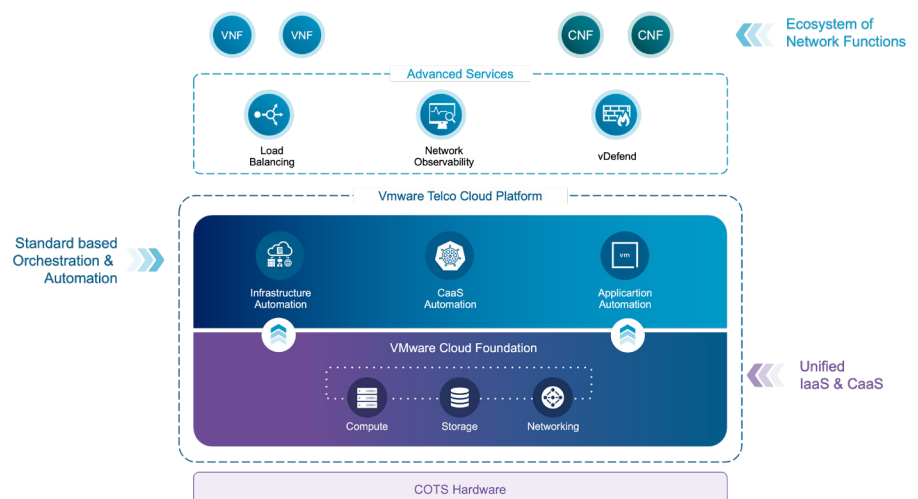 VNF
VNF
CNF
CNF
Ecosystem of
Network Functions
Advanced Services
Load
Balancing
Network
Observability
vDefend
Vmware Telco Cloud Platform
Standard based
Orchestration &
Automation
Infrastructure
Automation
CaaS
Automation
vm
Applicartion
Automation
VMware Cloud Foundation
Compute
Storage
Networking
Unified
IaaS & CaaS
COTS Hardware